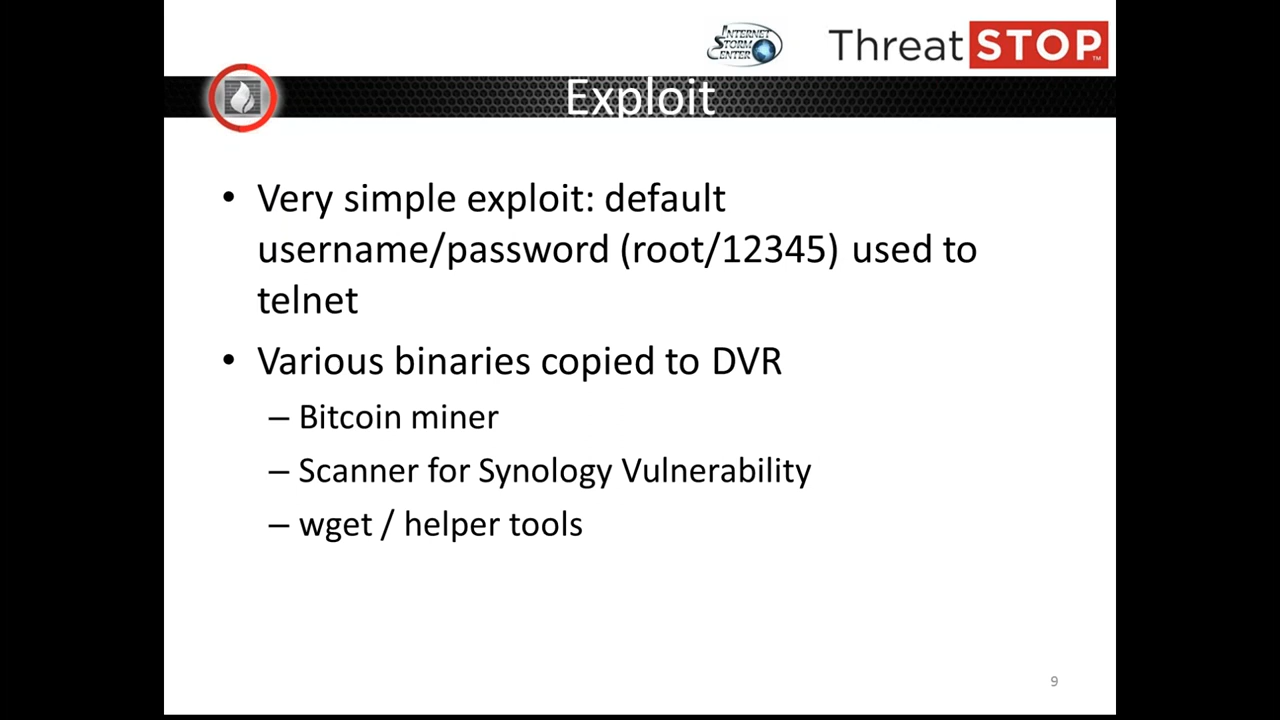 INTERNET
STORM
CENTER
ThreatSTOP™
Exploit
• Very simple exploit: default
username/password (root/12345) used to
telnet
• Various binaries copied to DVR
– Bitcoin miner
– Scanner for Synology Vulnerability
– wget / helper tools
9